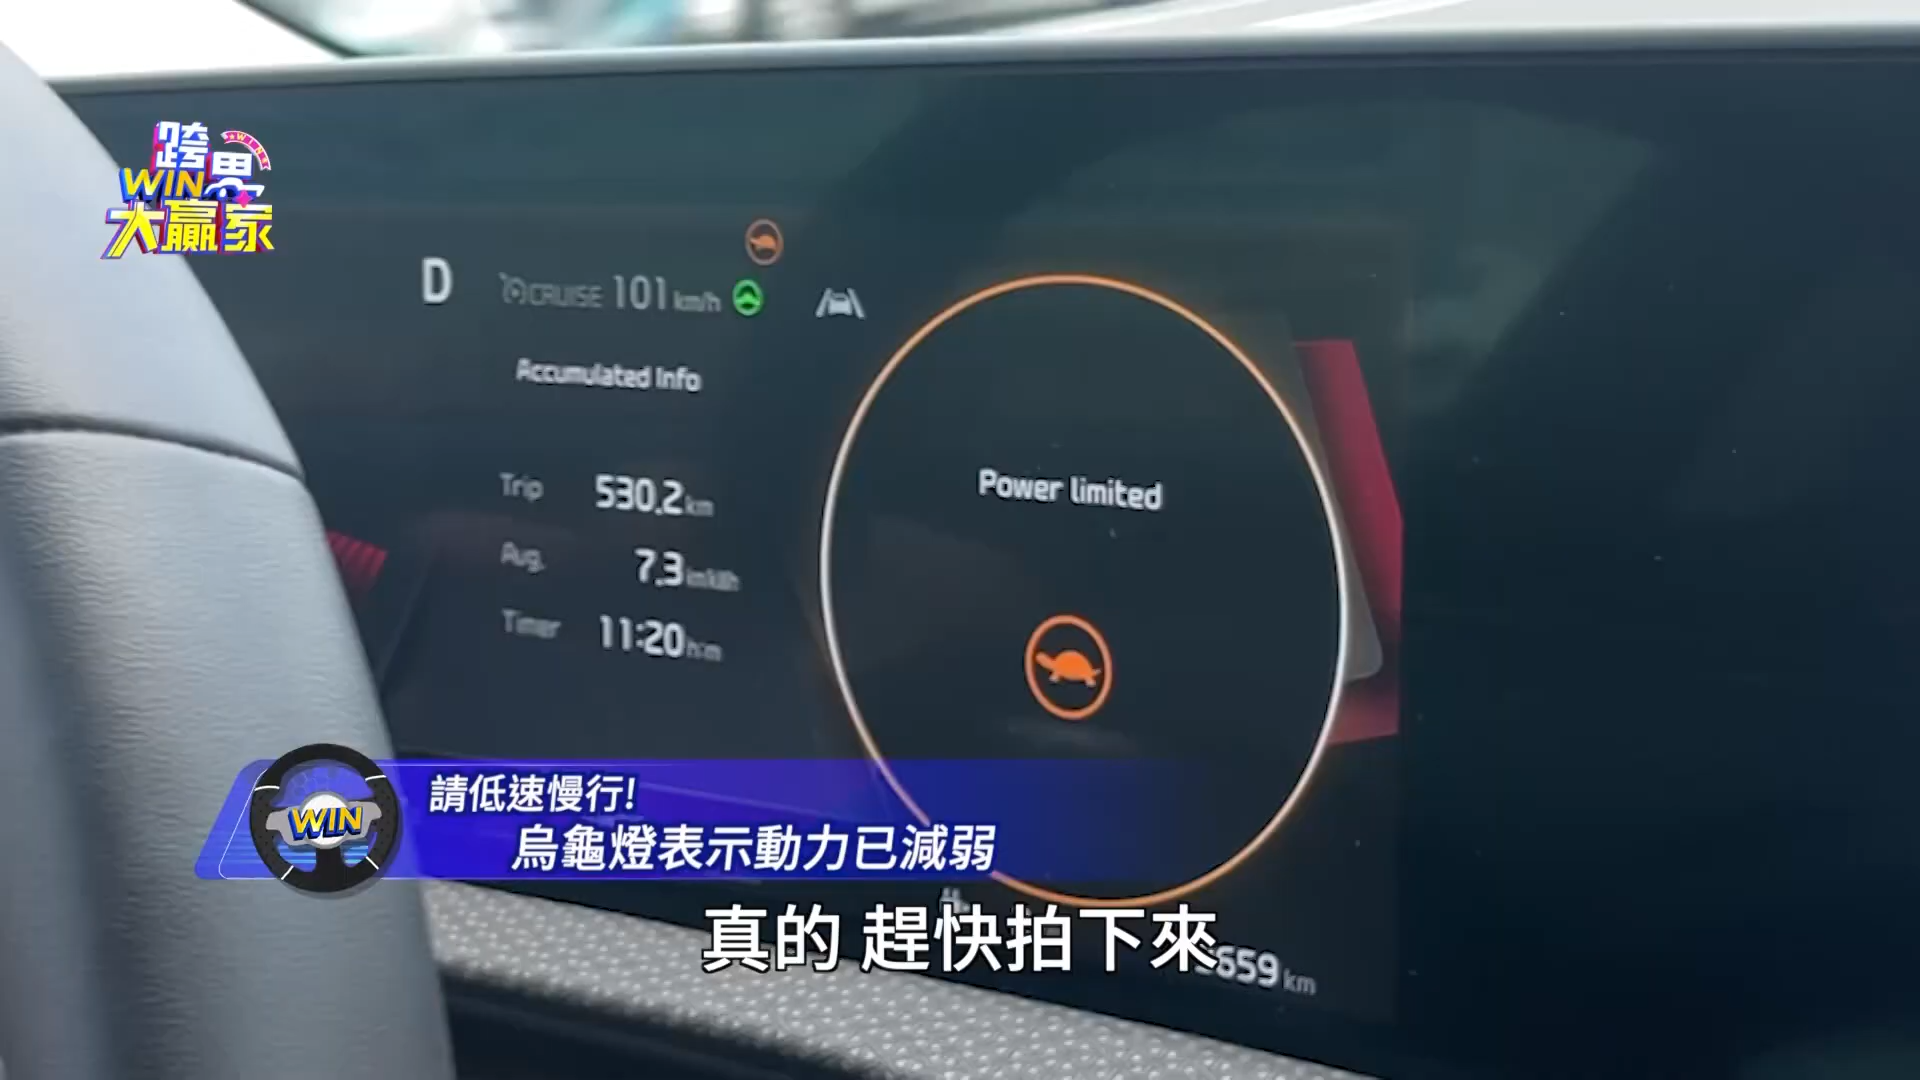 跨界
WIN
大贏家
D CRUISE 101 km/h
Accumulated Info
Trip 530.2 km
Avg. 7.3 km/kWh
Timer 11:20 h:m
Power limited
WIN
請低速慢行!
烏龜燈表示動力已減弱
真的 趕快拍下來
659 km